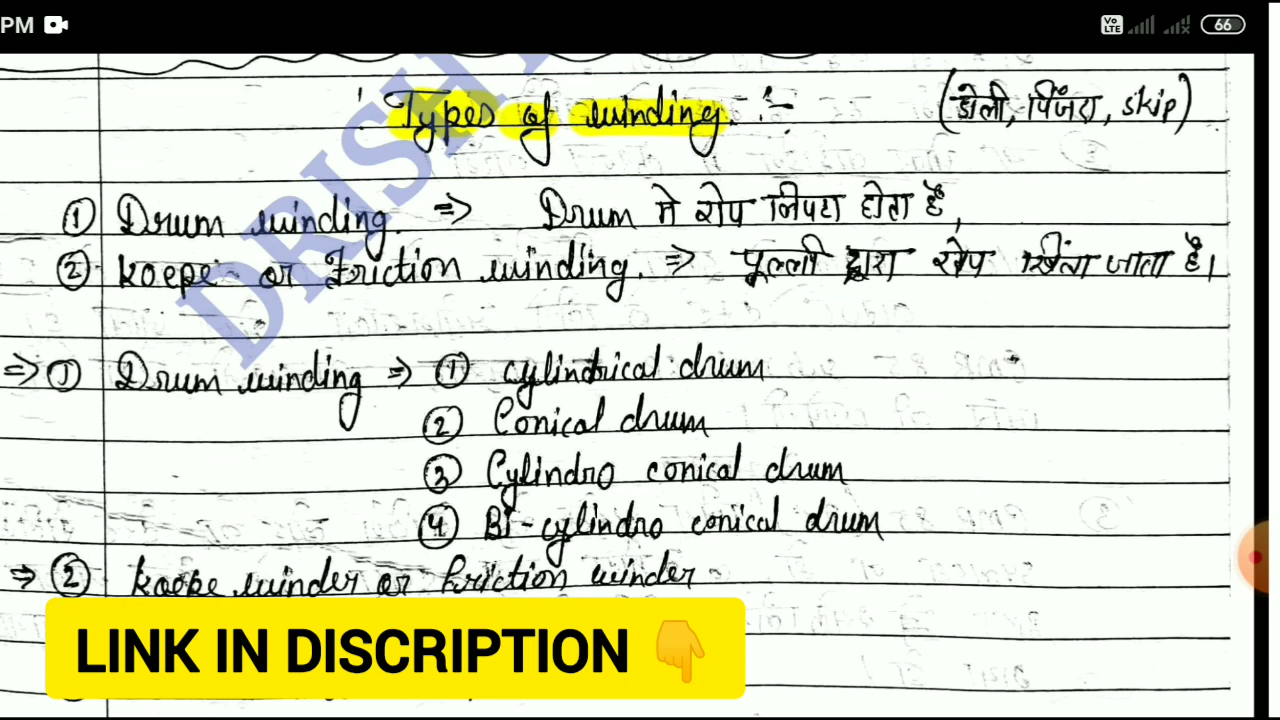 PM
Vo LTE 66
Types of winding :- (डोली, पिंजरा, skip)
① Drum winding. ⇒ Drum मे रोप लिपटा होता है,
② koepe or Friction winding. ⇒ पूल्ली द्वारा रोप खिंचा जाता है।
⇒ ① Drum winding ⇒ ① cylindrical drum
② Conical drum
③ Cylindro conical drum
④ Bi-cylindro conical drum
⇒ ② koepe winder or friction winder
LINK IN DISCRIPTION